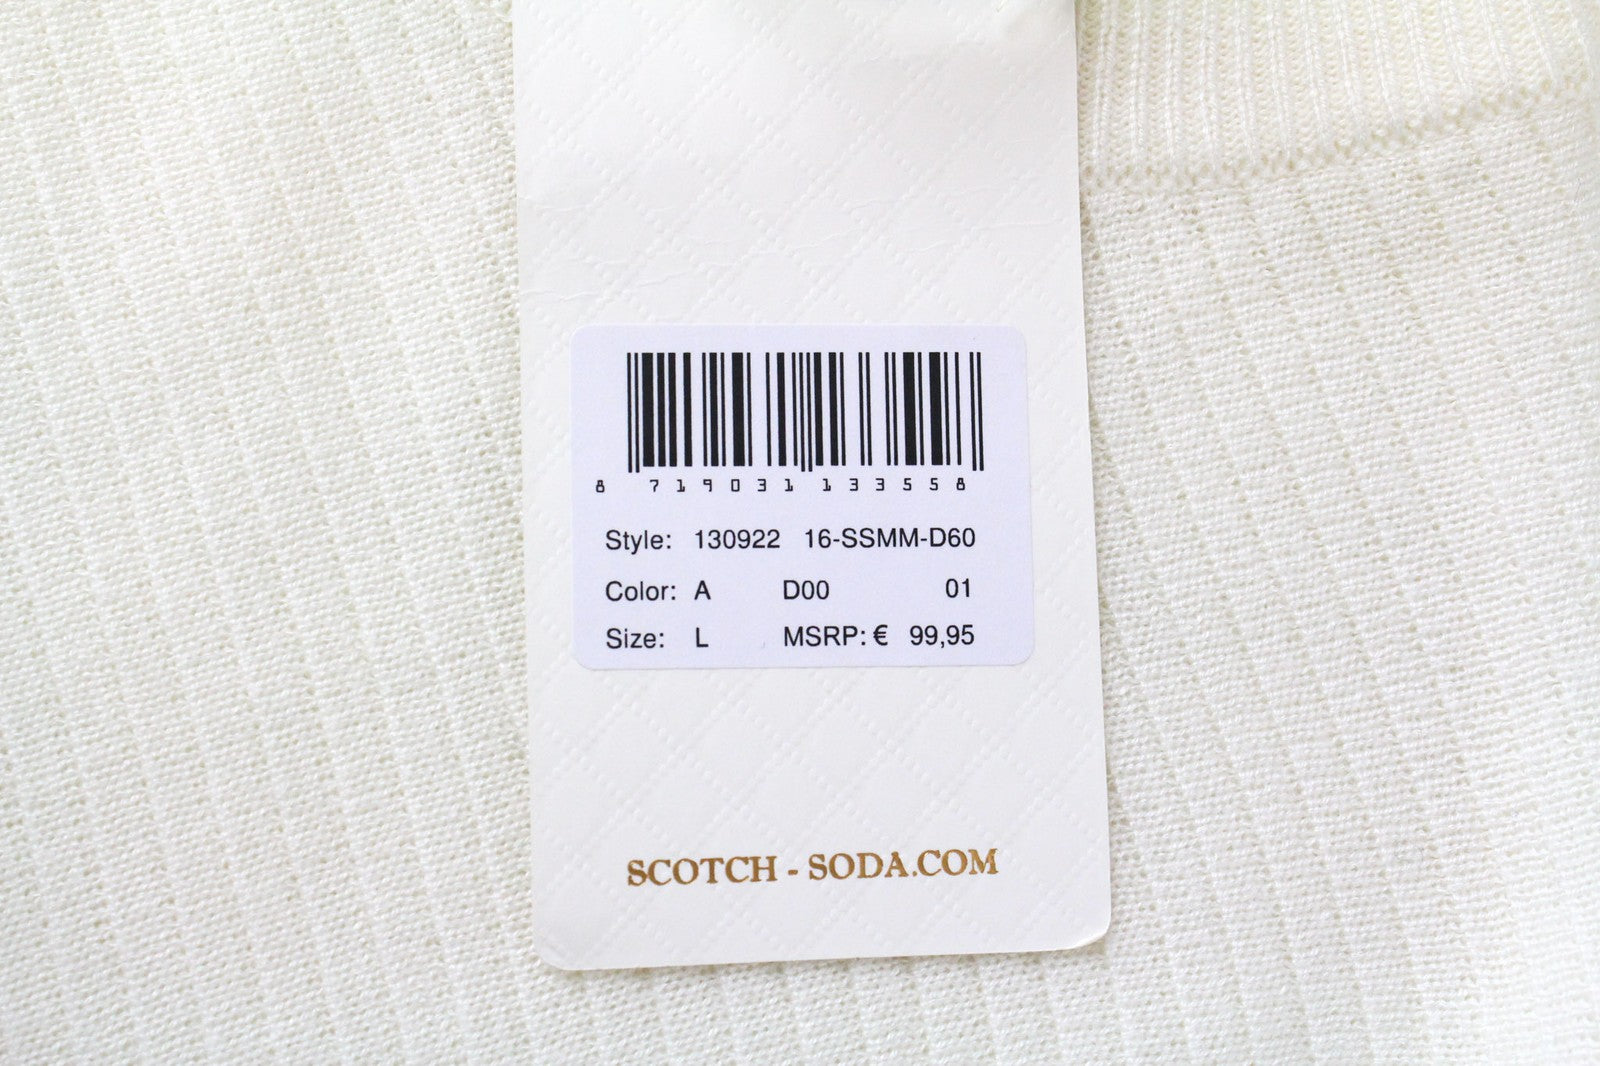 8 719031 133558
Style: 130922 16-SSMM-D60
Color: A D00 01
Size: L MSRP: € 99,95
SCOTCH - SODA.COM